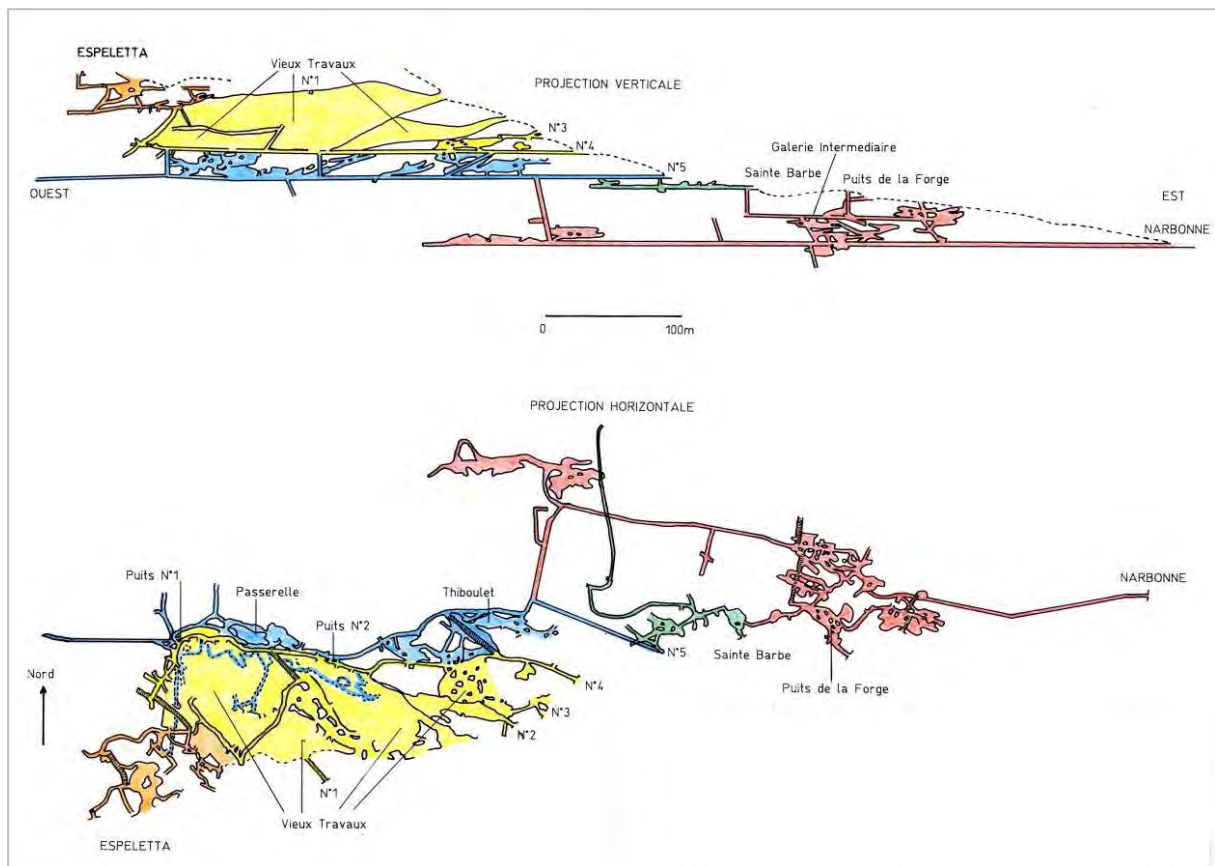 ESPELETTA
Vieux Travaux
N°1
PROJECTION VERTICALE
N°3
N°4
Galerie Intermediaire
Sainte Barbe
Puits de la Forge
N°5
OUEST
EST
NARBONNE
0
100m
PROJECTION HORIZONTALE
Puits N°1
Passerelle
Thiboulet
NARBONNE
Puits N°2
N°5
Sainte Barbe
Nord
N°4
Puits de la Forge
N°3
N°2
N°1
Vieux Travaux
ESPELETTA